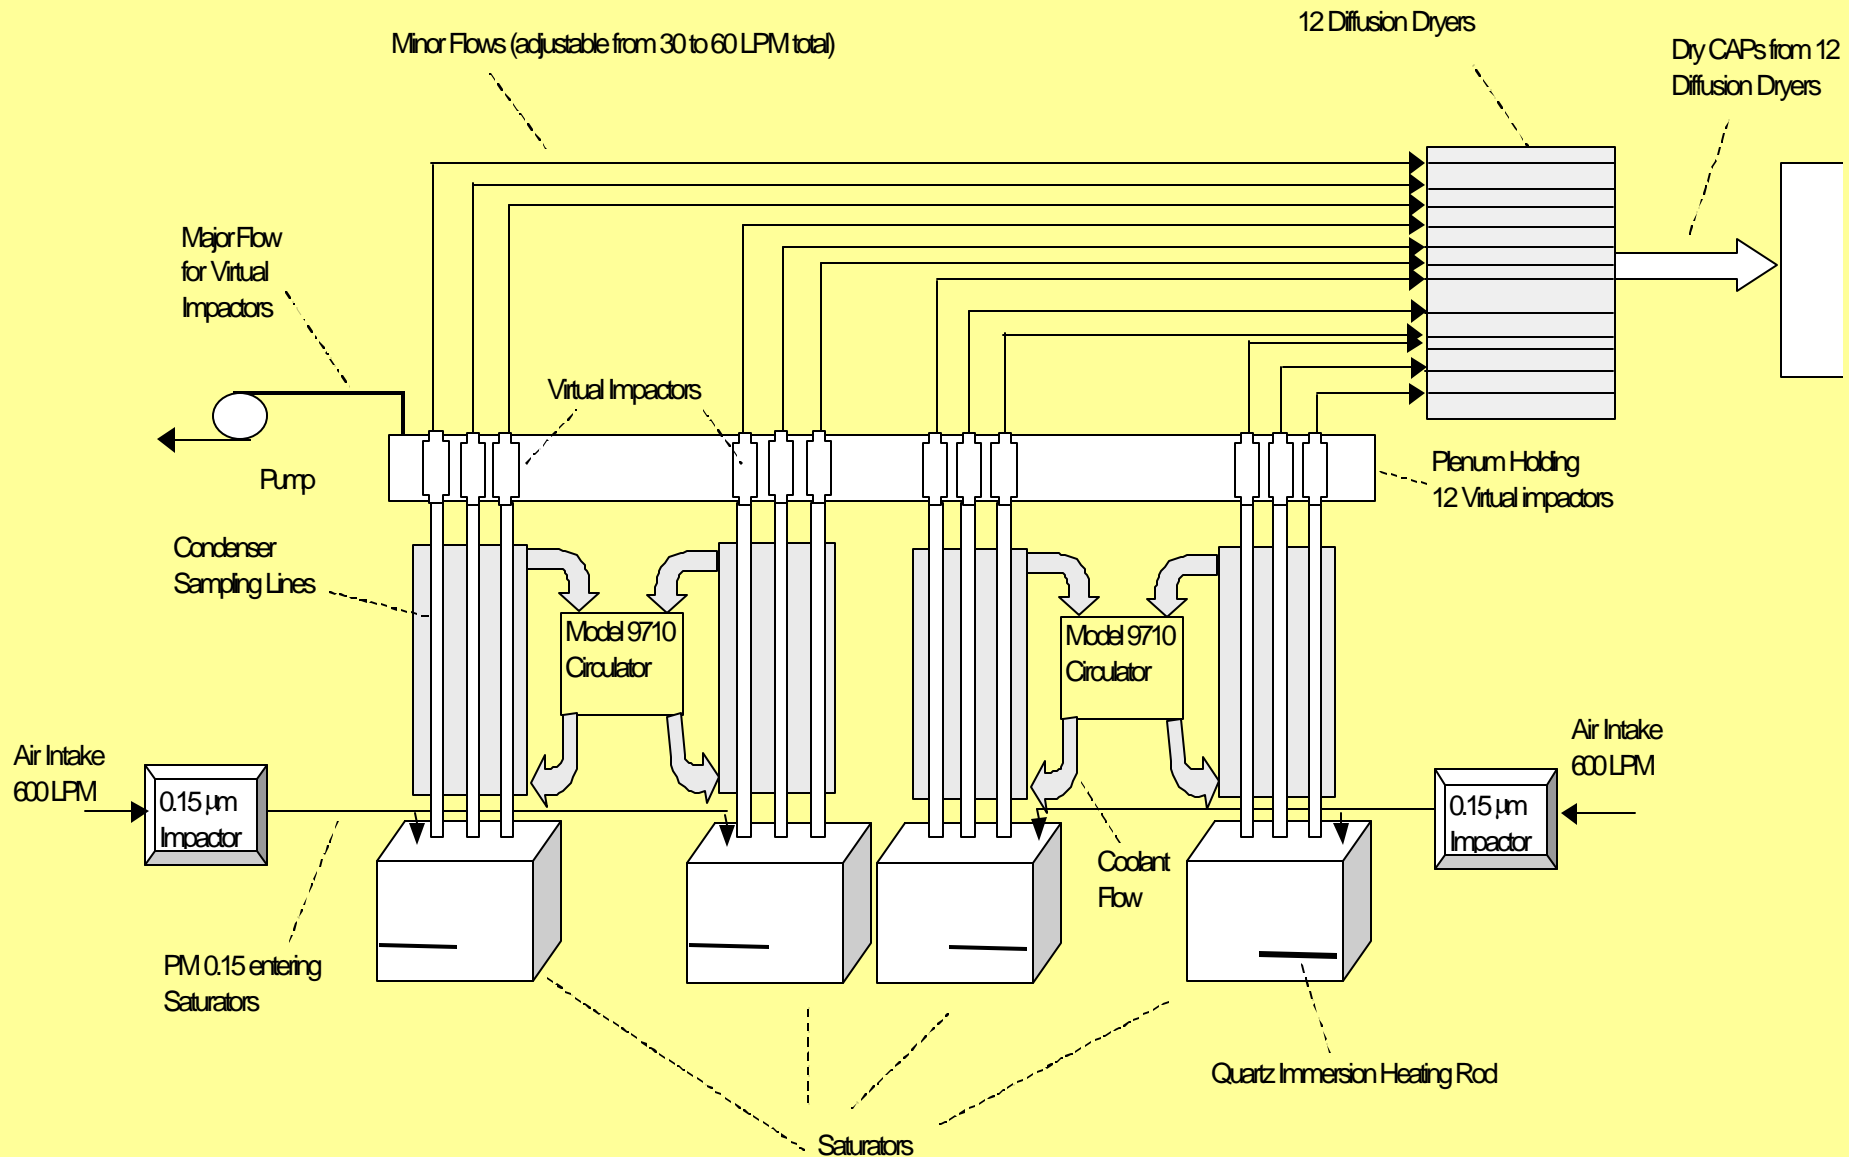 12 Diffusion Dryers
Minor Flows (adjustable from 30 to 60 LPM total)
Dry CAPs from 12
Diffusion Dryers
Major Flow
for Virtual
Impactors
Virtual Impactors
Pump
Plenum Holding
12 Virtual impactors
Condenser
Sampling Lines
Model 9710
Circulator
Model 9710
Circulator
Air Intake
600 LPM
0.15 µm
Impactor
Air Intake
600 LPM
0.15 µm
Impactor
Coolant
Flow
PM 0.15 entering
Saturators
Quartz Immersion Heating Rod
Saturators